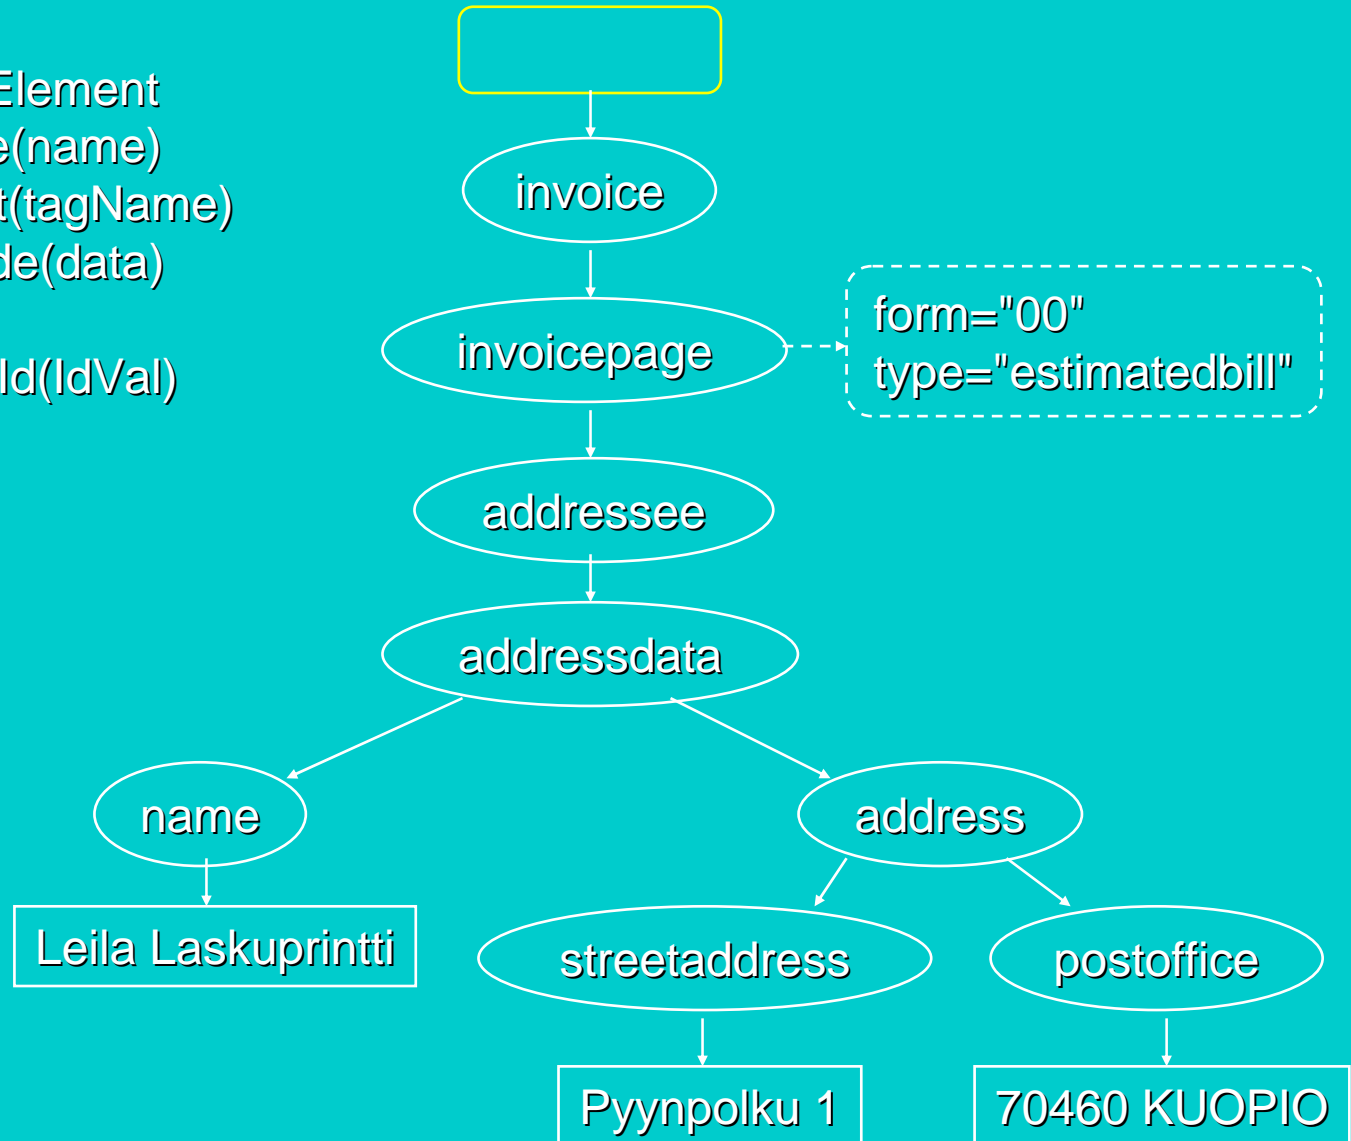 Element
e(name)
t(tagName)
de(data)
Id(IdVal)
invoice
invoicepage
form="00"
type="estimatedbill"
addressee
addressdata
name
address
Leila Laskuprintti
streetaddress
postoffice
Pyynpolku 1
70460 KUOPIO